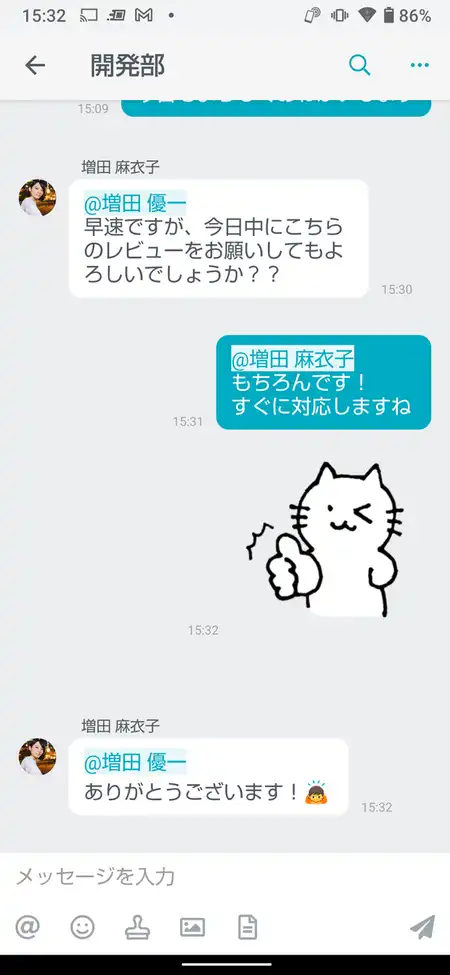 15:32
86%
開発部
15:09
増田 麻衣子
@増田 優一
早速ですが、今日中にこちら
のレビューをお願いしてもよ
ろしいでしょうか？？
15:30
@増田 麻衣子
もちろんです！
すぐに対応しますね
15:31
15:32
増田 麻衣子
@増田 優一
ありがとうございます！🙇
15:32
メッセージを入力